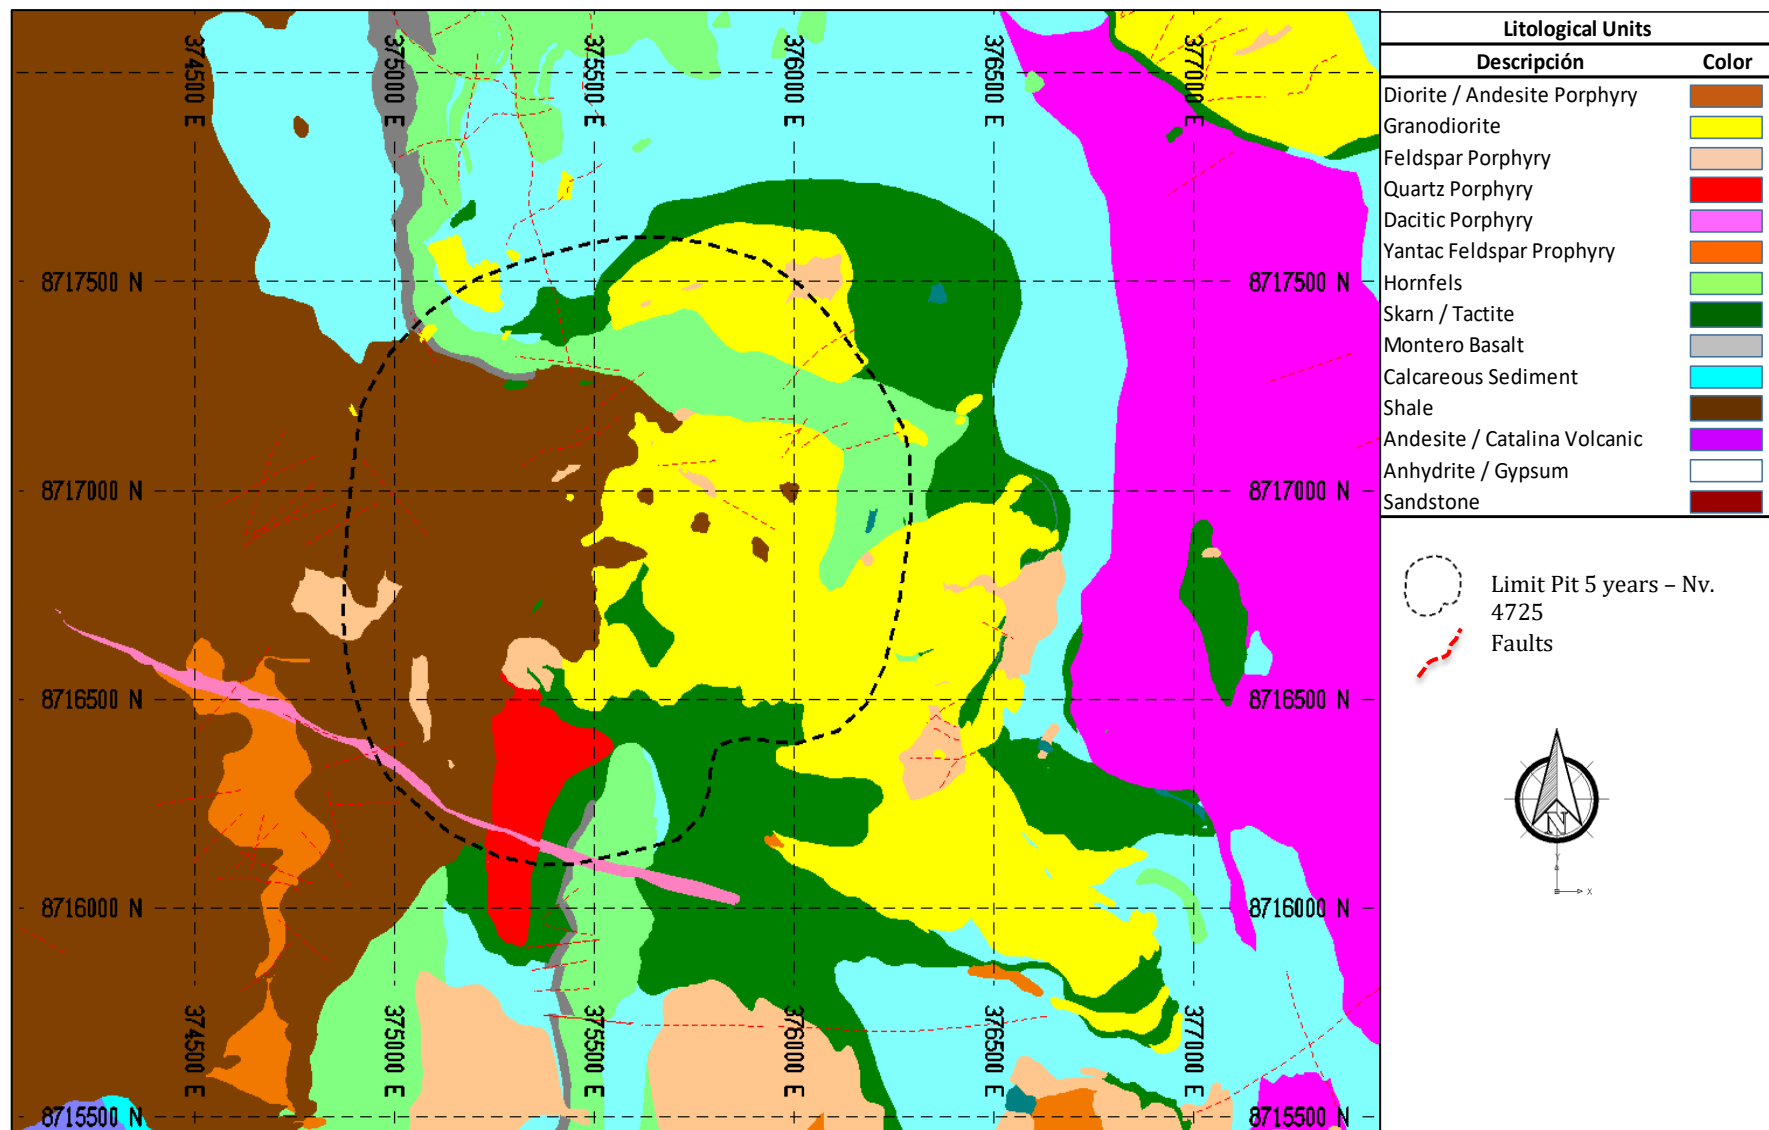 374500 E
375000 E
375500 E
376000 E
376500 E
377000 E
8717500 N
8717500 N
8717000 N
8717000 N
8716500 N
8716500 N
8716000 N
8716000 N
374500 E
375000 E
375500 E
376000 E
376500 E
377000 E
8715500 N
8715500 N
Litological Units
Descripción Color
Diorite / Andesite Porphyry
Granodiorite
Feldspar Porphyry
Quartz Porphyry
Dacitic Porphyry
Yantac Feldspar Prophyry
Hornfels
Skarn / Tactite
Montero Basalt
Calcareous Sediment
Shale
Andesite / Catalina Volcanic
Anhydrite / Gypsum
Sandstone
Limit Pit 5 years – Nv.
4725
Faults
N
Y
X